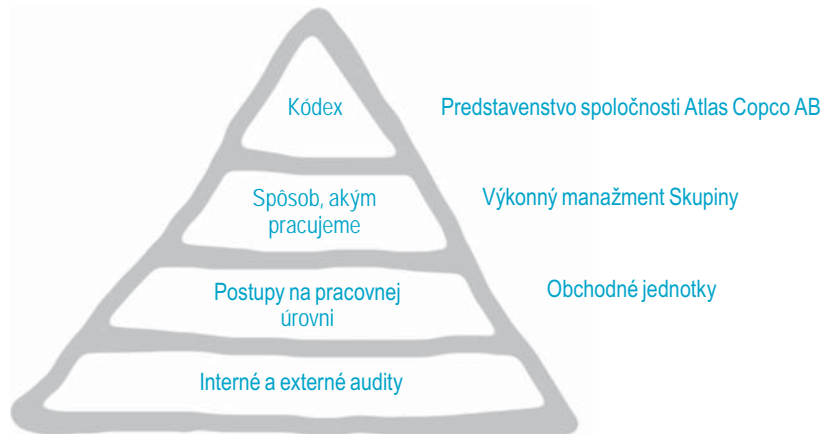 Kódex
Predstavenstvo spoločnosti Atlas Copco AB
Spôsob, akým
pracujeme
Výkonný manažment Skupiny
Postupy na pracovnej
úrovni
Obchodné jednotky
Interné a externé audity